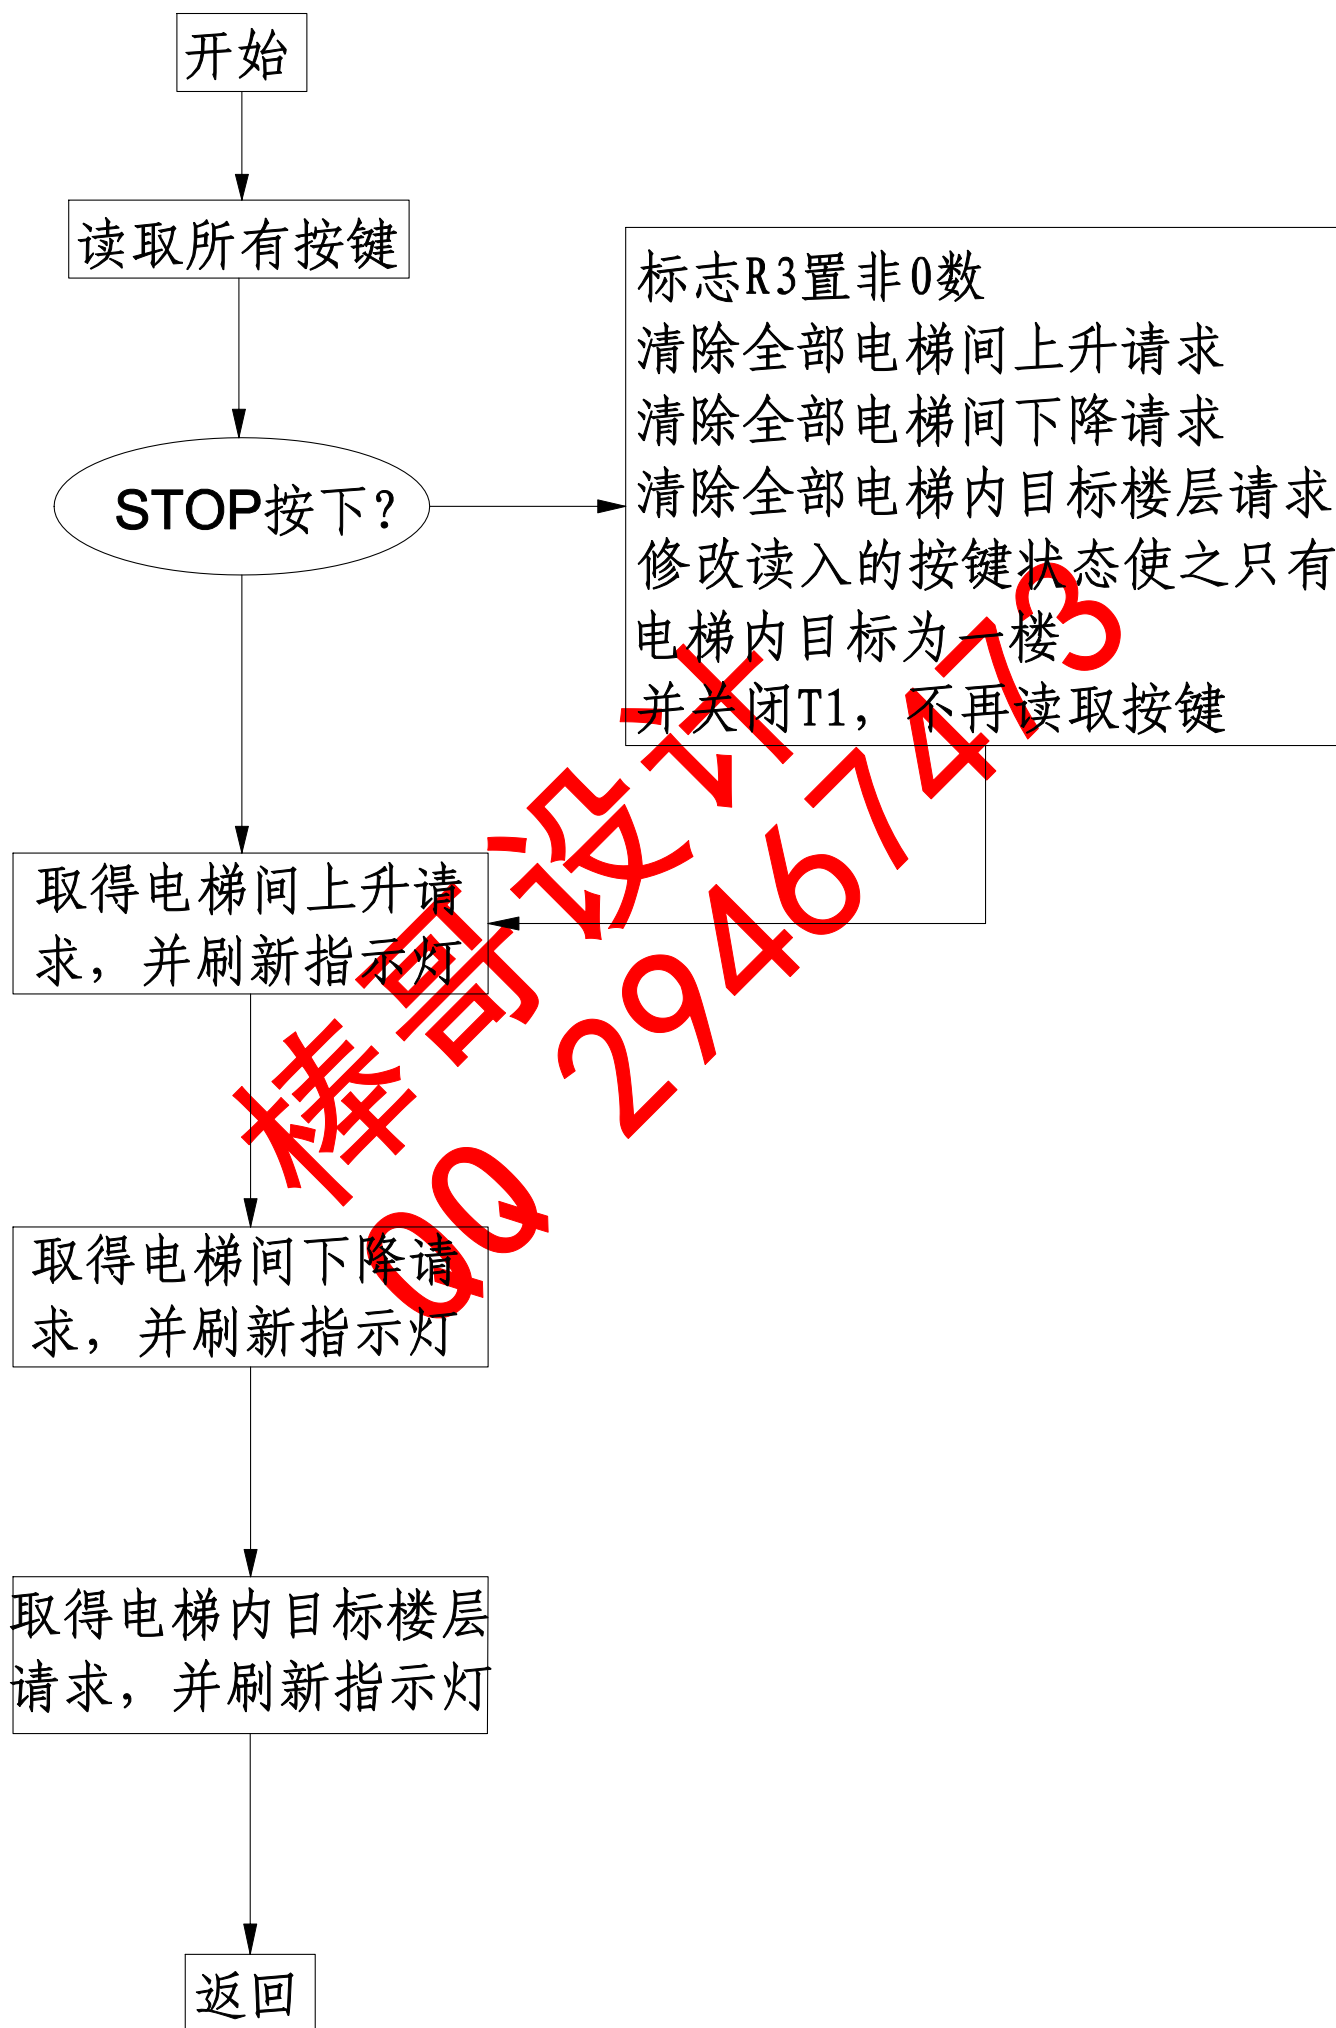 开始
读取所有按键
STOP按下？
标志R3置非0数
清除全部电梯间上升请求
清除全部电梯间下降请求
清除全部电梯内目标楼层请求
修改读入的按键状态使之只有
电梯内目标为一楼
并关闭T1，不再读取按键
取得电梯间上升请
求，并刷新指示灯
取得电梯间下降请
求，并刷新指示灯
取得电梯内目标楼层
请求，并刷新指示灯
返回
棒哥设计
QQ 29467473